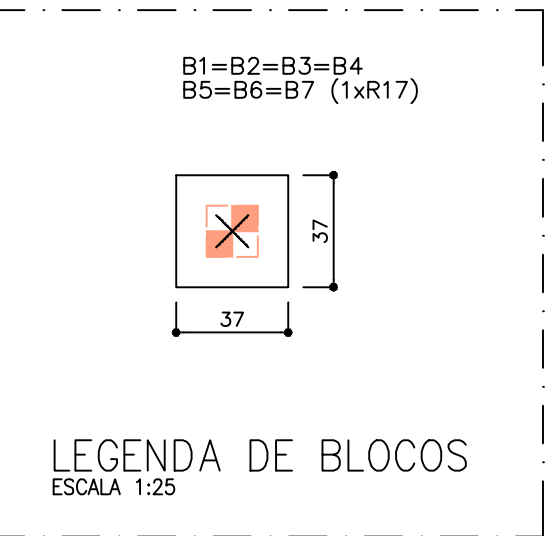 B1=B2=B3=B4
B5=B6=B7 (1xR17)
37
37
LEGENDA DE BLOCOS
ESCALA 1:25